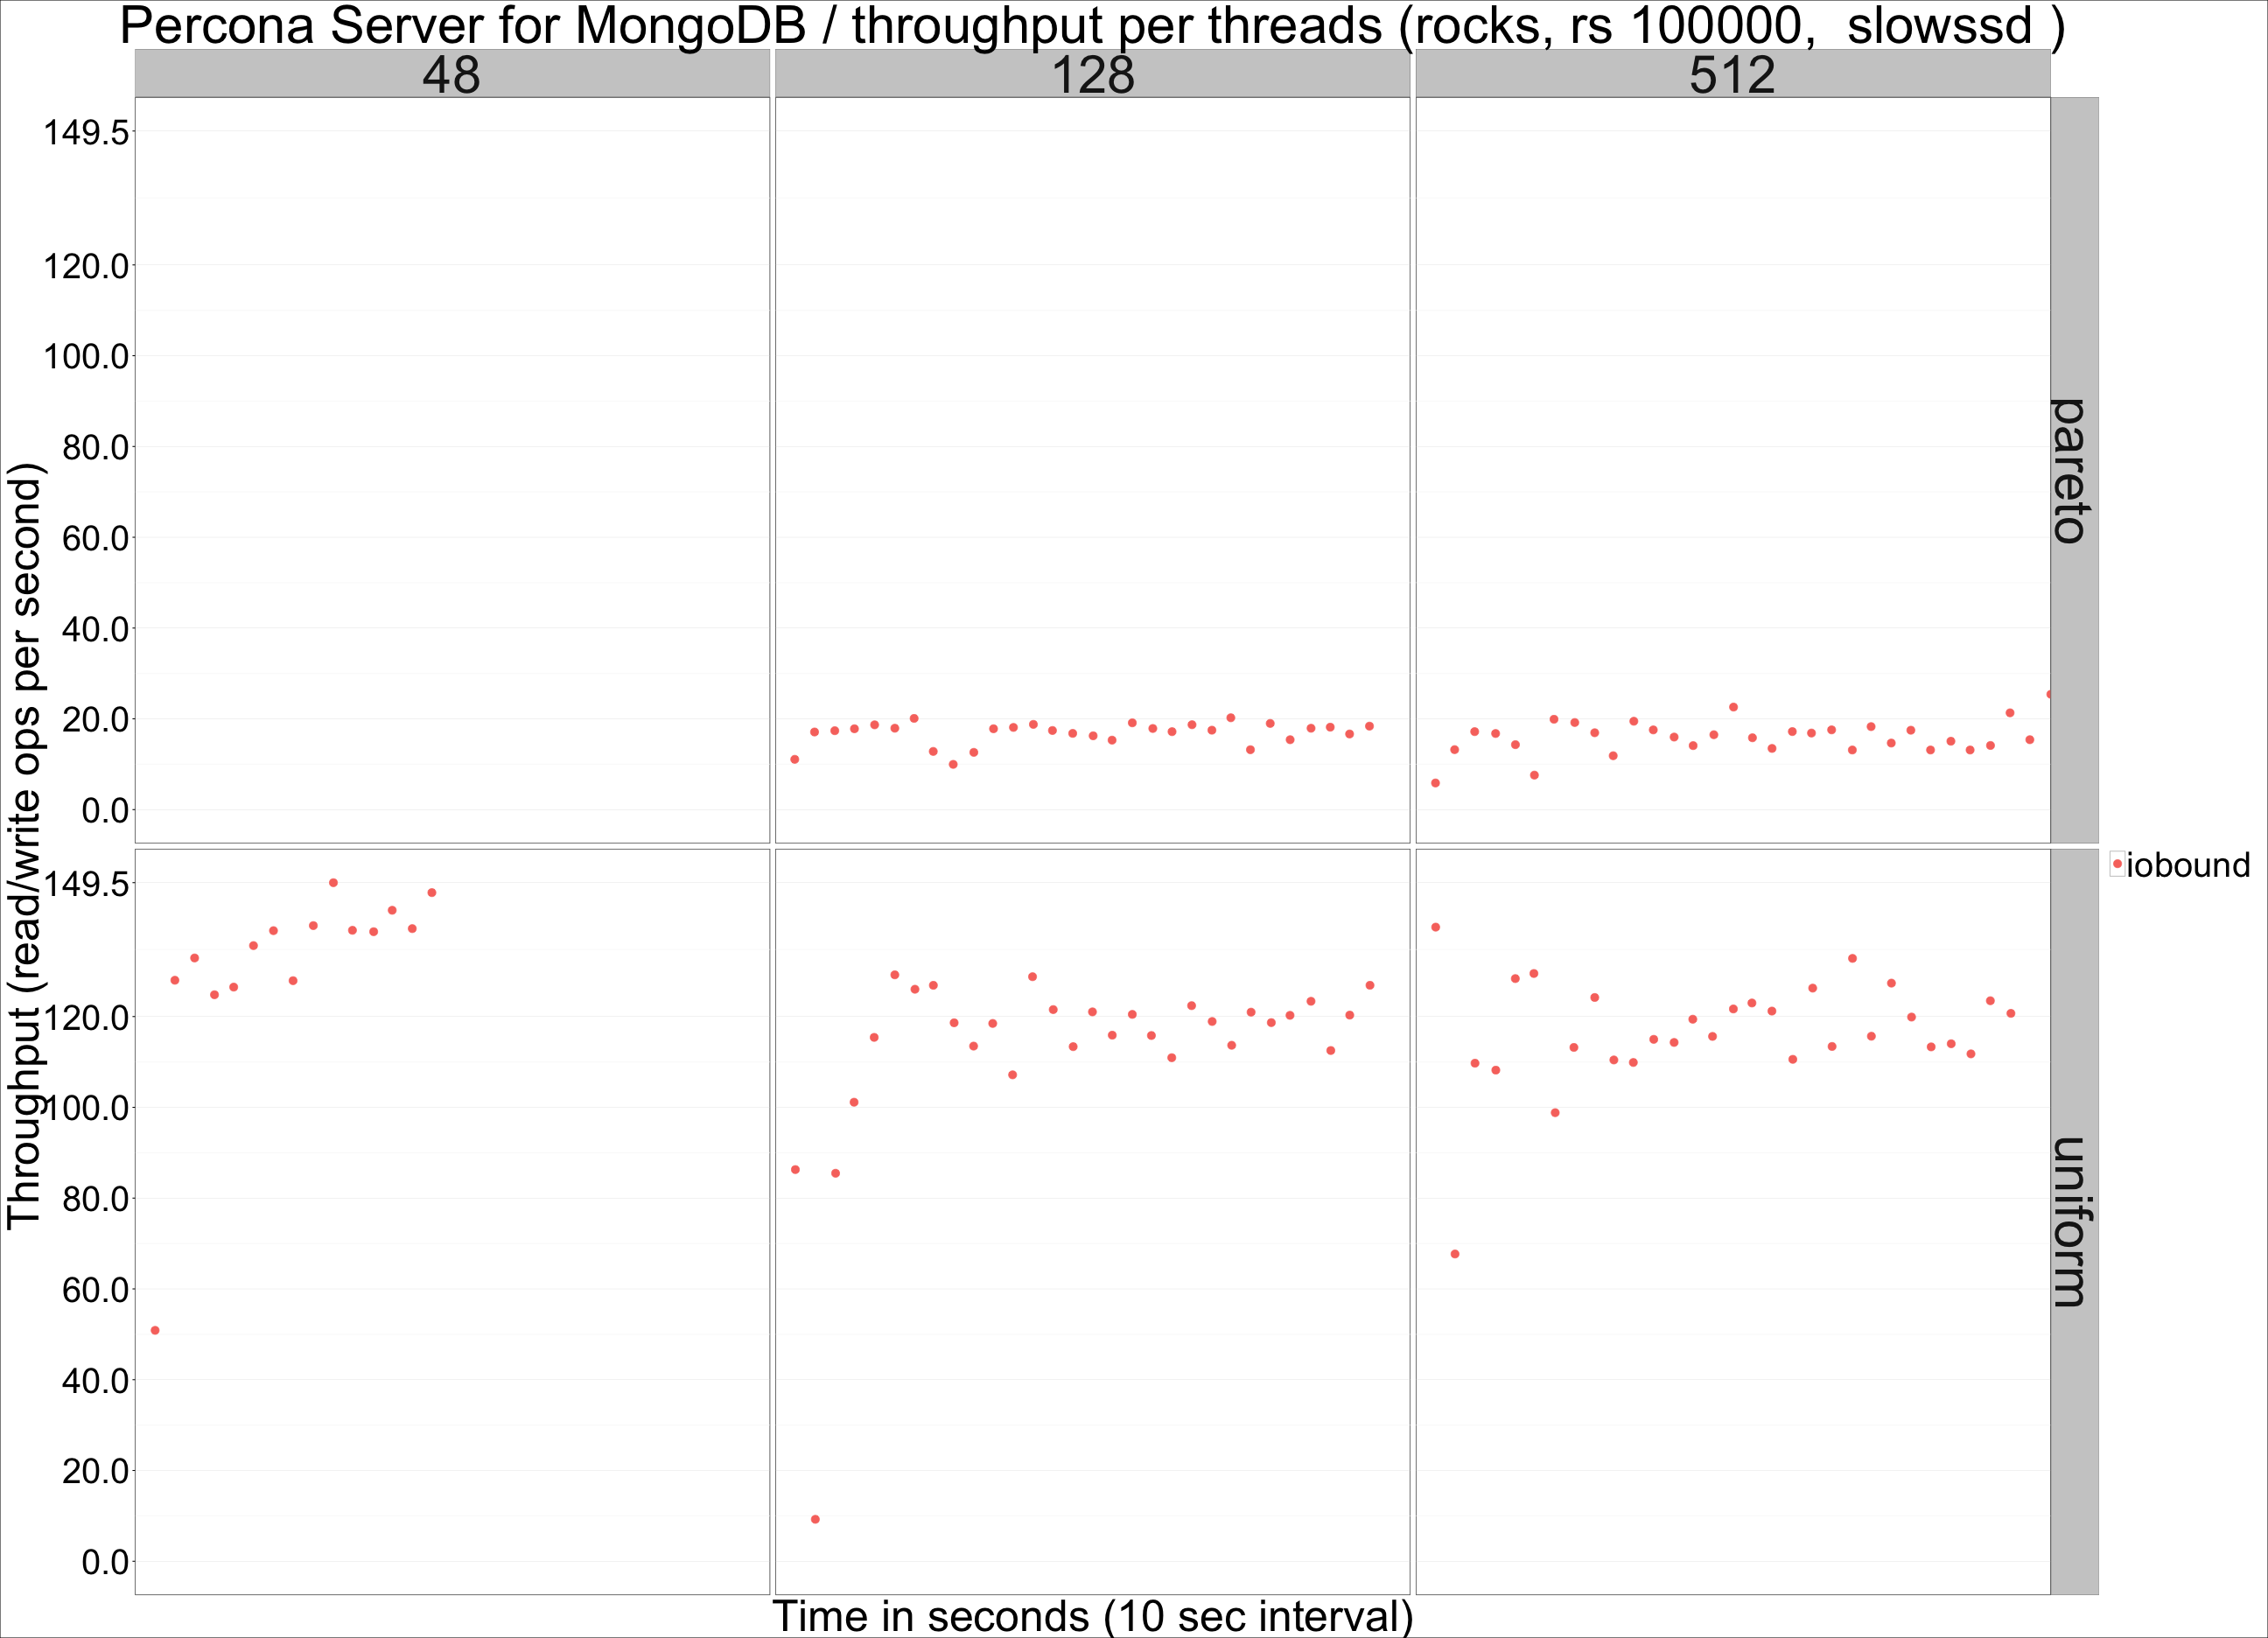 Percona Server for MongoDB / throughput per threads (rocks, rs 100000,  slowssd )
48 128 512
Throughput (read/write ops per second)
149.5
120.0
100.0
80.0
60.0
40.0
20.0
0.0
pareto
149.5
120.0
100.0
80.0
60.0
40.0
20.0
0.0
uniform
iobound
Time in seconds (10 sec interval)